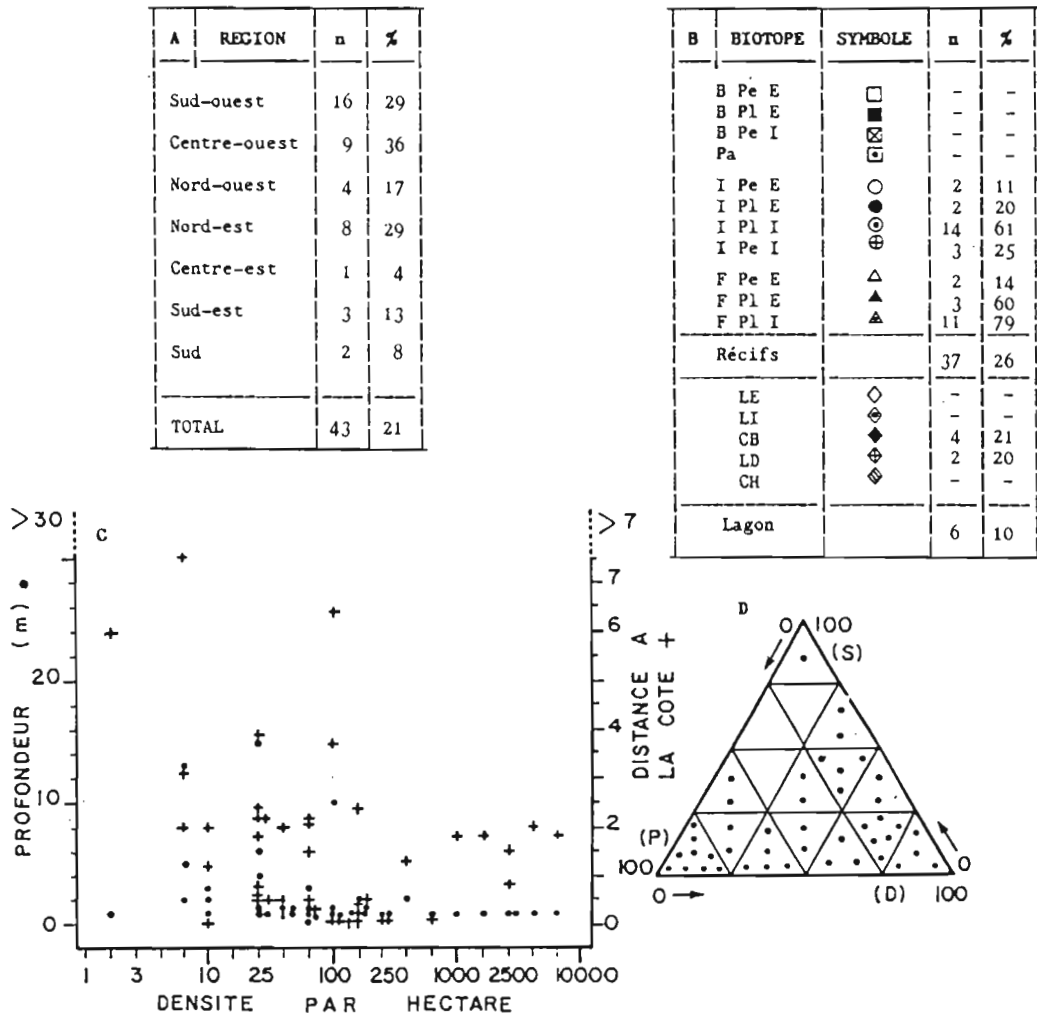 A REGION n %
Sud-ouest 16 29
Centre-ouest 9 36
Nord-ouest 4 17
Nord-est 8 29
Centre-est 1 4
Sud-est 3 13
Sud 2 8
TOTAL 43 21
B BIOTOPE SYMBOLE n %
B Pe E - -
B Pl E - -
B Pe I - -
Pa - -
I Pe E 2 11
I Pl E 2 20
I Pl I 14 61
I Pe I 3 25
F Pe E 2 14
F Pl E 3 60
F Pl I 11 79
Récifs 37 26
LE - -
LI - -
CB 4 21
LD 2 20
CH - -
Lagon 6 10
C
PROFONDEUR (m)
>30
20
10
0
>7
7
6
4
2
0
DISTANCE A
LA COTE +
1 3 10 25 100 250 1000 2500 10000
DENSITE PAR HECTARE
D
0 100
(S)
(P)
100
0
0
(D) 100